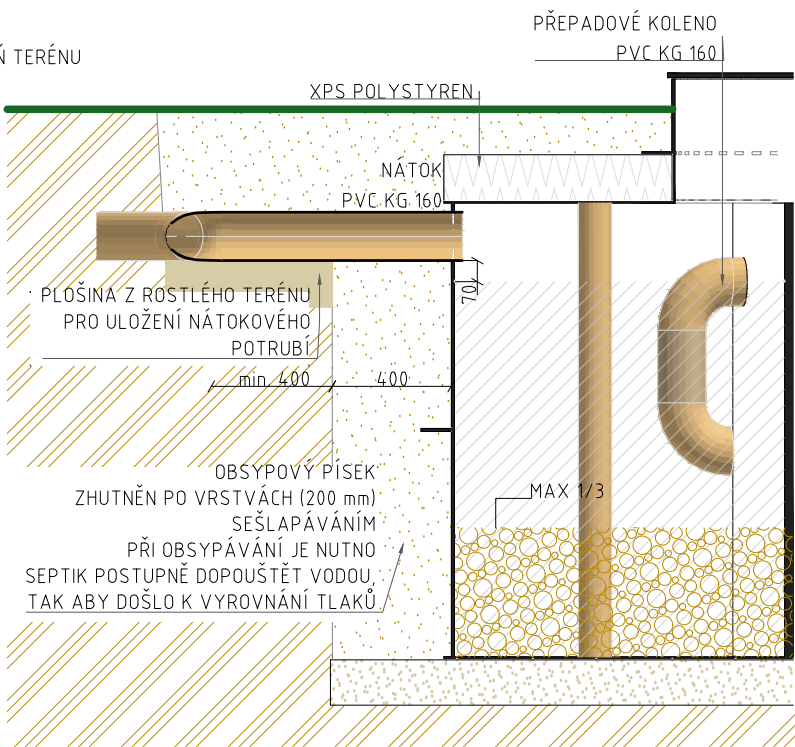 PŘEPADOVÉ KOLENO
PVC KG 160
Ň TERÉNU
XPS POLYSTYREN
NÁTOK
PVC KG 160
70
PLOŠINA Z ROSTLÉHO TERÉNU
PRO ULOŽENÍ NÁTOKOVÉHO
POTRUBÍ
min. 400
400
OBSYPOVÝ PÍSEK
ZHUTNĚN PO VRSTVÁCH (200 mm)
SEŠLAPÁVÁNÍM
PŘI OBSYPÁVÁNÍ JE NUTNO
SEPTIK POSTUPNĚ DOPOUŠTĚT VODOU,
TAK ABY DOŠLO K VYROVNÁNÍ TLAKŮ
MAX 1/3